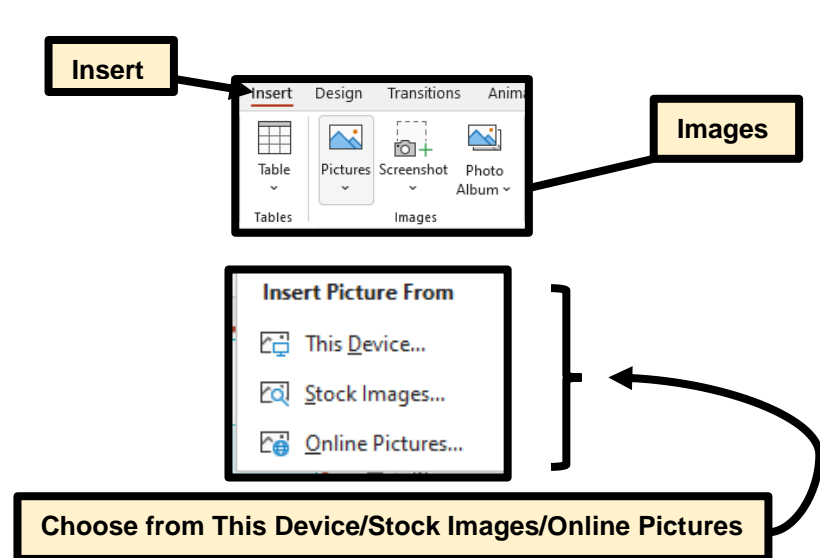 Insert
Insert Design Transitions Anima
Images
Table Pictures Screenshot Photo
Album
Tables Images
Insert Picture From
This Device...
Stock Images...
Online Pictures...
Choose from This Device/Stock Images/Online Pictures